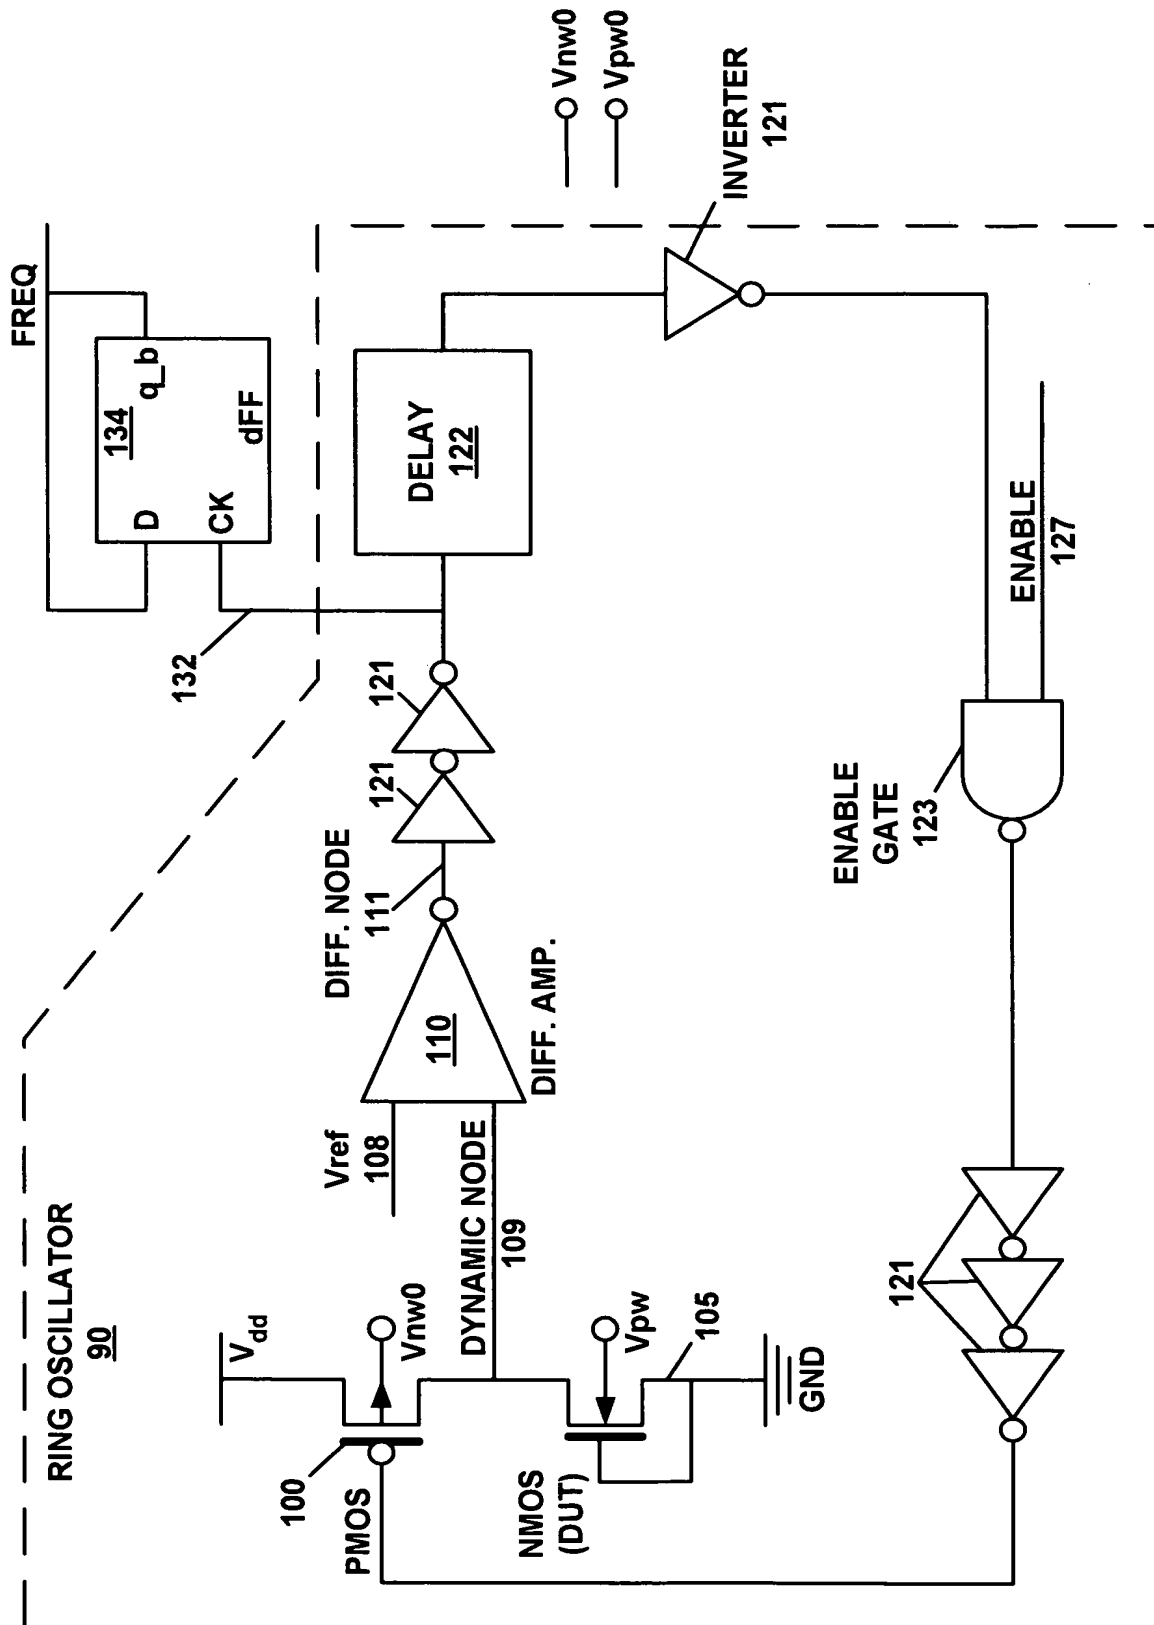 RING OSCILLATOR
90
FREQ
134
D
q_b
CK
dFF
132
Vdd
100
PMOS
Vnw0
DYNAMIC NODE
109
Vref
108
110
DIFF. AMP.
DIFF. NODE
111
121
121
DELAY
122
Vnw0
Vpw0
INVERTER
121
NMOS
(DUT)
Vpw
105
GND
ENABLE
GATE
123
ENABLE
127
121